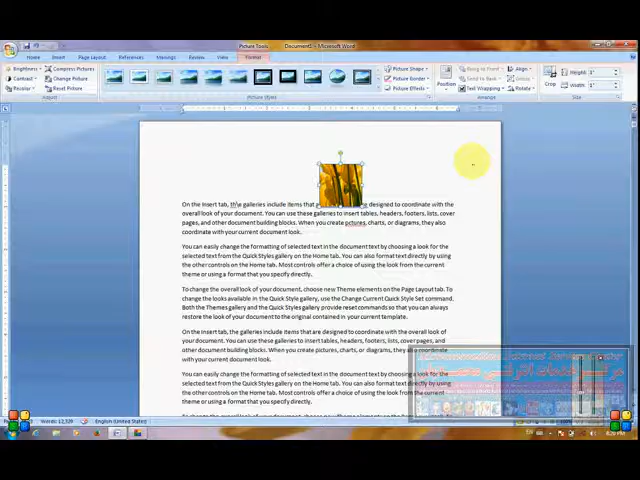 Picture Tools Document1 - Microsoft Word
Home Insert Page Layout References Mailings Review View Format
Brightness Compress Pictures Picture Shape Bring to Front Align Height: 1"
Contrast Change Picture Picture Border Send to Back Width: 1"
Recolor Reset Picture Picture Effects Position Text Wrapping Rotate Crop
Adjust Picture Styles Arrange Size
On the Insert tab, galleries include items that designed to coordinate with the
overall look of your document. You can use these galleries to insert tables, headers, footers, lists, cover
pages, and other document building blocks. When you create pictures, charts, or diagrams, they also
coordinate with your current document look.
You can easily change the formatting of selected text in the document text by choosing a look for the
selected text from the Quick Styles gallery on the Home tab. You can also format text directly by using
the other controls on the Home tab. Most controls offer a choice of using the look from the current
theme or using a format that you specify directly.
To change the overall look of your document, choose new Theme elements on the Page Layout tab. To
change the looks available in the Quick Style gallery, use the Change Current Quick Style Set command.
Both the Themes gallery and the Quick Styles gallery provide reset commands so that you can always
restore the look of your document to the original contained in your current template.
On the Insert tab, the galleries include items that are designed to coordinate with the overall look of
your document. You can use these galleries to insert tables, headers, footers, lists, cover pages, and
other document building blocks. When you create pictures, charts, or diagrams, they also coordinate
with your current document look.
You can easily change the formatting of selected text in the document text by choosing a look for the
selected text from the Quick Styles gallery on the Home tab. You can also format text directly by using
the other controls on the Home tab. Most controls offer a choice of using the look from the current
theme or using a format that you specify directly.
Words: 12,329 English (United States)
EN 8:20 PM